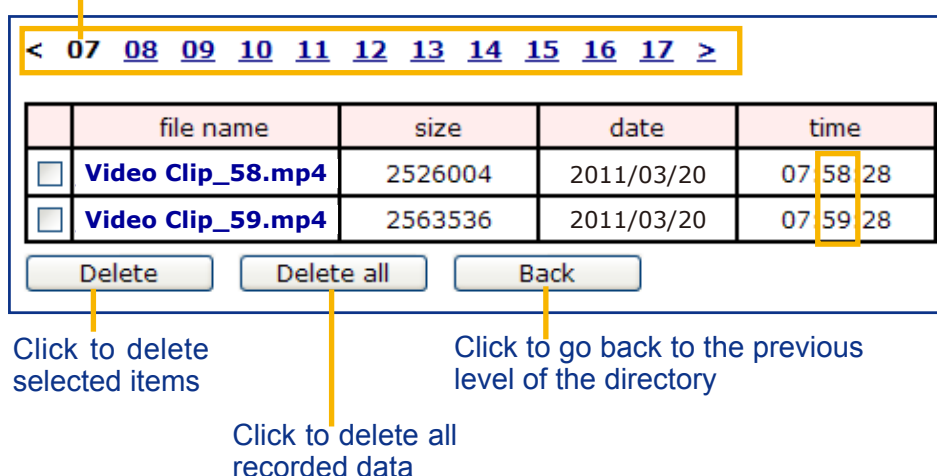 < 07 08 09 10 11 12 13 14 15 16 17 >
file name size date time
Video Clip_58.mp4 2526004 2011/03/20 07:58:28
Video Clip_59.mp4 2563536 2011/03/20 07:59:28
Delete Delete all Back
Click to delete
selected items
Click to go back to the previous
level of the directory
Click to delete all
recorded data